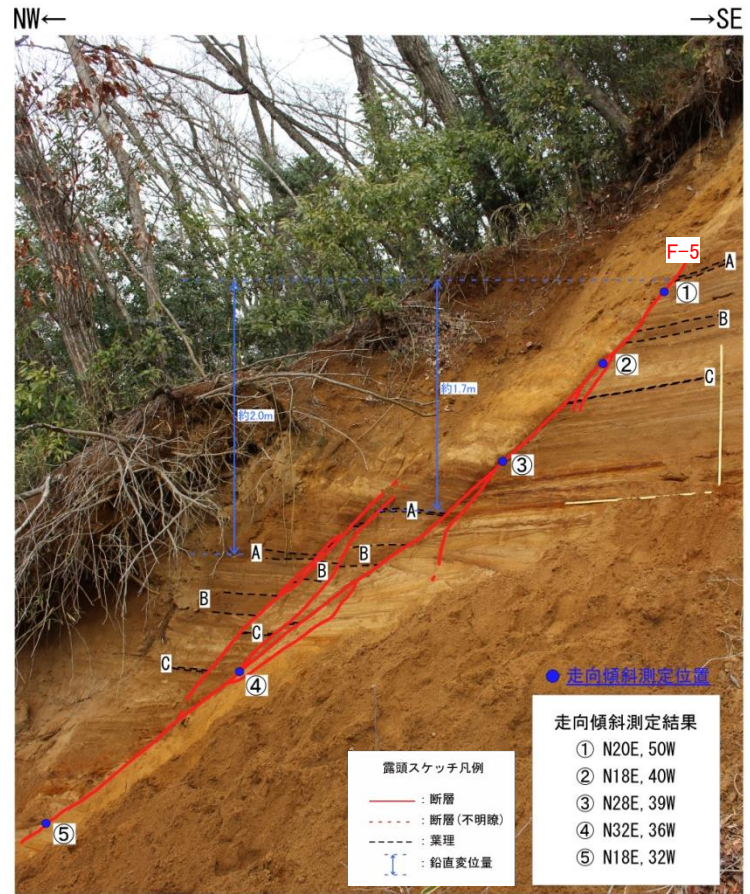 NW←
→SE
F-5
A
①
B
②
C
約2.0m
約1.7m
③
A
A
B
B
B
C
C
④
走向傾斜測定位置
走向傾斜測定結果
① N20E, 50W
② N18E, 40W
③ N28E, 39W
④ N32E, 36W
⑤ N18E, 32W
露頭スケッチ凡例
:断層
:断層(不明瞭)
:葉理
:鉛直変位量
⑤